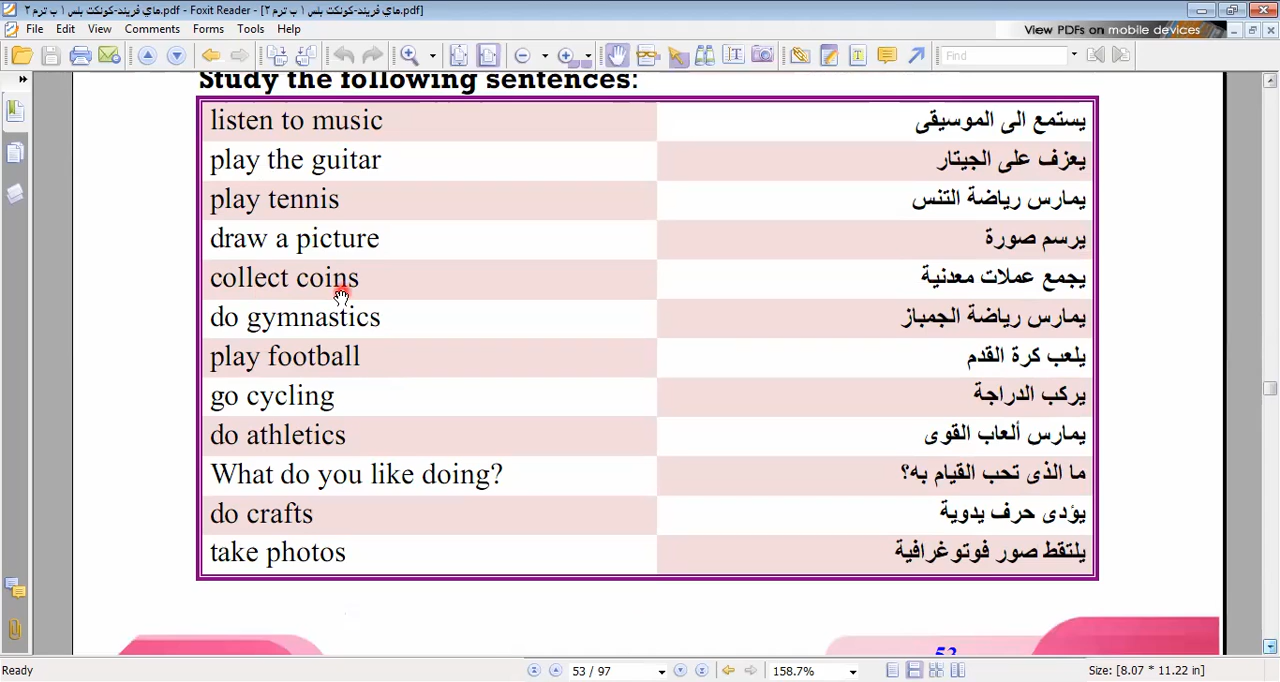 هاي فريند-كونكت بلس ١ ب ترم ٢.pdf - Foxit Reader - [هاي فريند-كونكت بلس ١ ب ترم ٢.pdf]
File Edit View Comments Forms Tools Help
View PDFs on mobile devices
Find
Study the following sentences:
listen to music يستمع الى الموسيقى
play the guitar يعزف على الجيتار
play tennis يمارس رياضة التنس
draw a picture يرسم صورة
collect coins يجمع عملات معدنية
do gymnastics يمارس رياضة الجمباز
play football يلعب كرة القدم
go cycling يركب الدراجة
do athletics يمارس ألعاب القوى
What do you like doing? ما الذى تحب القيام به؟
do crafts يؤدى حرف يدوية
take photos يلتقط صور فوتوغرافية
53
Ready 53 / 97 158.7% Size: [8.07 * 11.22 in]